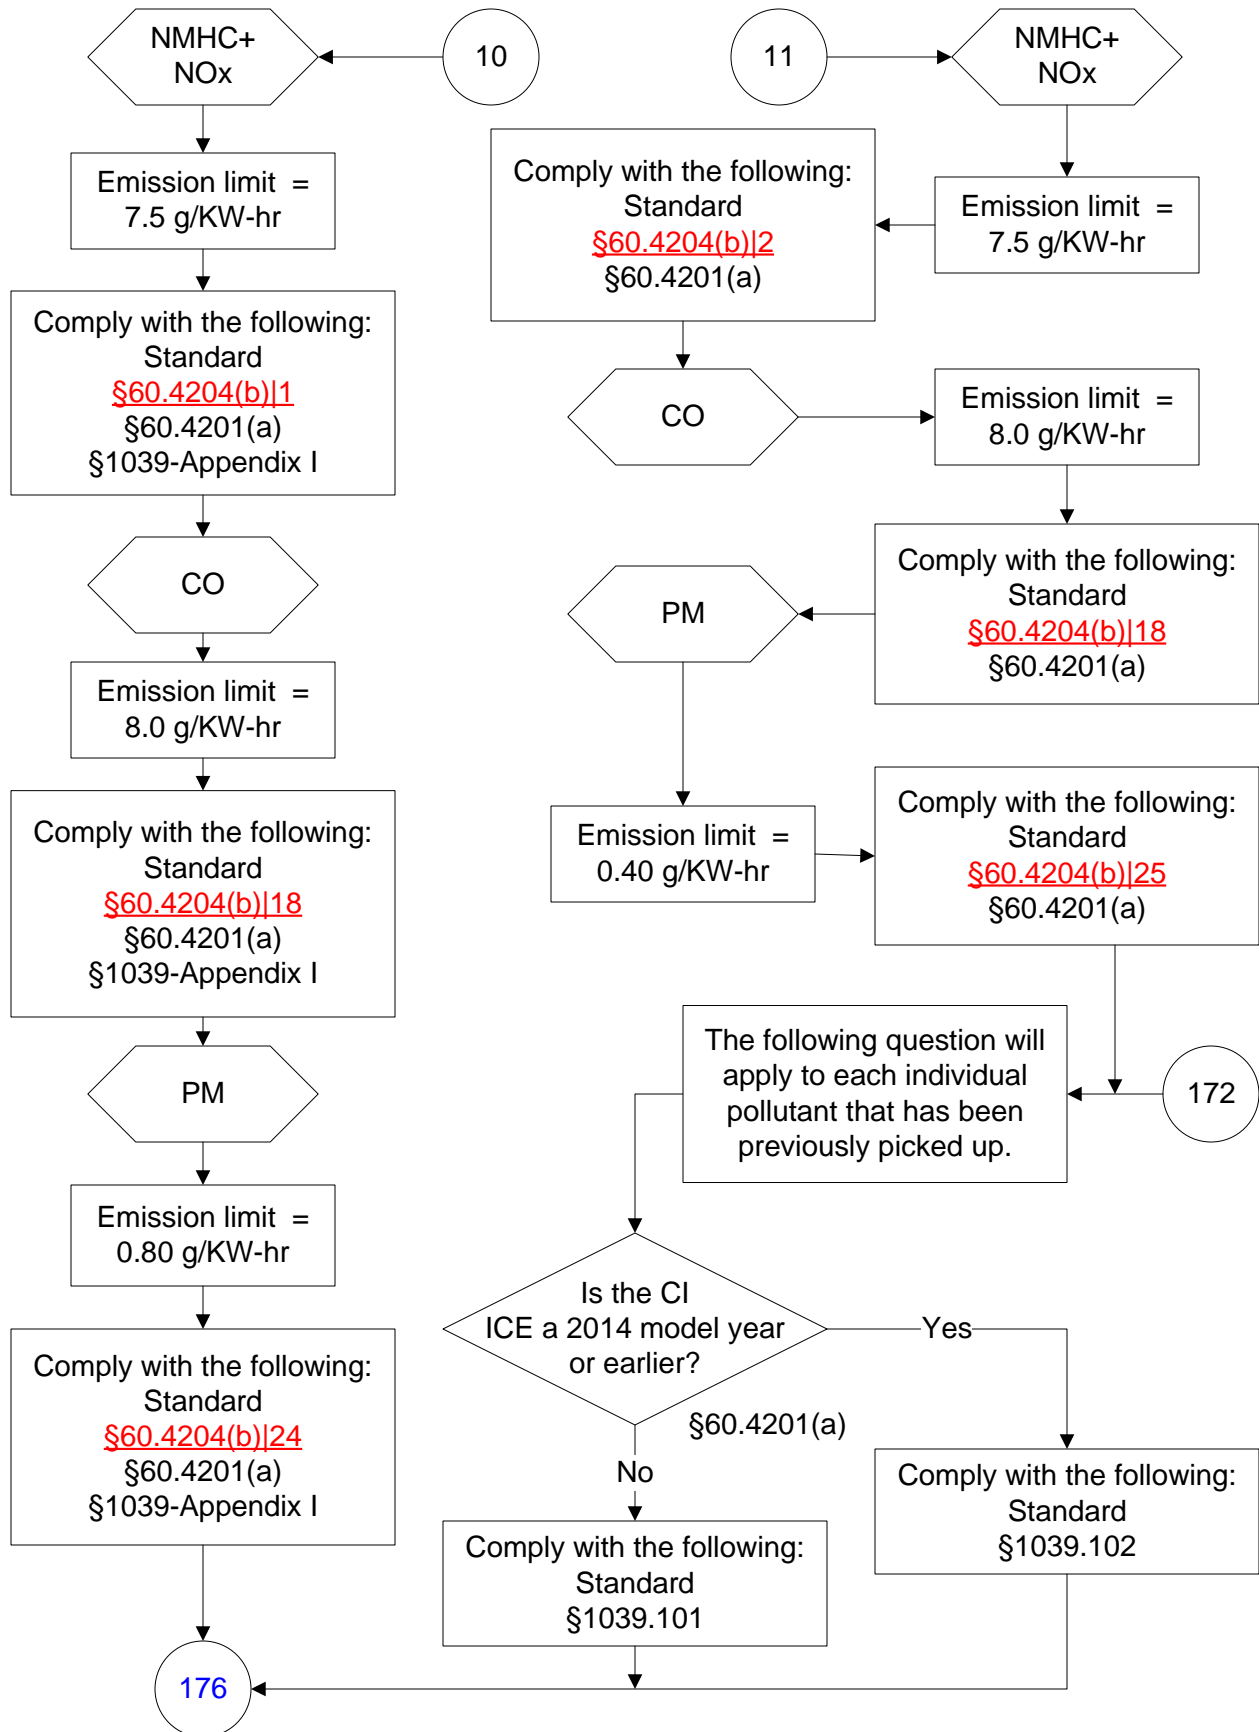 NMHC+
NOx
10
Emission limit  =
7.5 g/KW-hr
Comply with the following:
Standard
§60.4204(b)|1
§60.4201(a)
§1039-Appendix I
CO
Emission limit  =
8.0 g/KW-hr
Comply with the following:
Standard
§60.4204(b)|18
§60.4201(a)
§1039-Appendix I
PM
Emission limit  =
0.80 g/KW-hr
Comply with the following:
Standard
§60.4204(b)|24
§60.4201(a)
§1039-Appendix I
176
11
NMHC+
NOx
Emission limit  =
7.5 g/KW-hr
Comply with the following:
Standard
§60.4204(b)|2
§60.4201(a)
CO
Emission limit  =
8.0 g/KW-hr
Comply with the following:
Standard
§60.4204(b)|18
§60.4201(a)
PM
Emission limit  =
0.40 g/KW-hr
Comply with the following:
Standard
§60.4204(b)|25
§60.4201(a)
172
The following question will
apply to each individual
pollutant that has been
previously picked up.
Is the CI
ICE a 2014 model year
or earlier?
§60.4201(a)
Yes
No
Comply with the following:
Standard
§1039.102
Comply with the following:
Standard
§1039.101